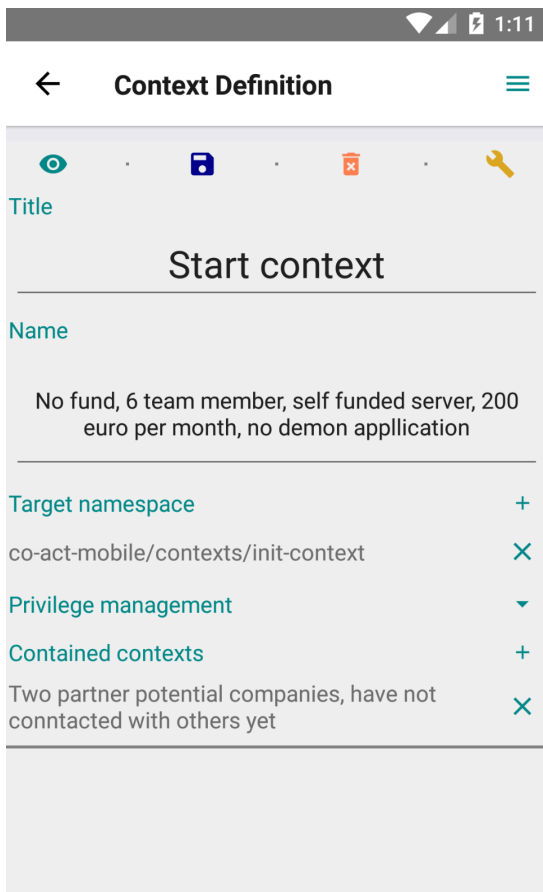 1:11
Context Definition
Title
Start context
Name
No fund, 6 team member, self funded server, 200
euro per month, no demon appllication
Target namespace
co-act-mobile/contexts/init-context
Privilege management
Contained contexts
Two partner potential companies, have not
conntacted with others yet